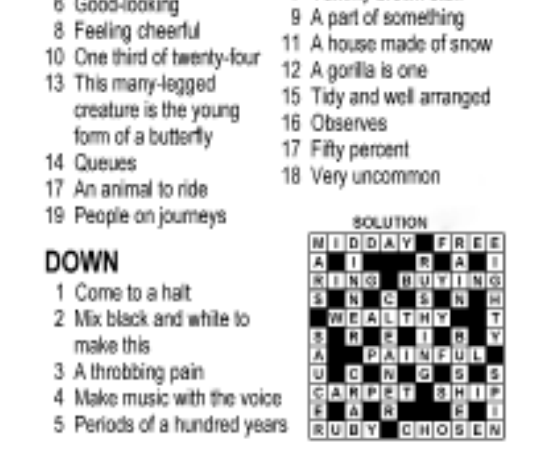 6 Good-looking
8 Feeling cheerful
10 One third of twenty-four
13 This many-legged
creature is the young
form of a butterfly
14 Queues
17 An animal to ride
19 People on journeys
DOWN
1 Come to a halt
2 Mix black and white to
make this
3 A throbbing pain
4 Make music with the voice
5 Periods of a hundred years
9 A part of something
11 A house made of snow
12 A gorilla is one
15 Tidy and well arranged
16 Observes
17 Fifty percent
18 Very uncommon
SOLUTION
MIDDAY FREE
A I R A I
RING BUYING
S N C S N H
WEALTHY T
S R E I B Y
A PAINFUL
U C N G S S
CARPET SHIP
E A R E I
RUBY CHOSEN